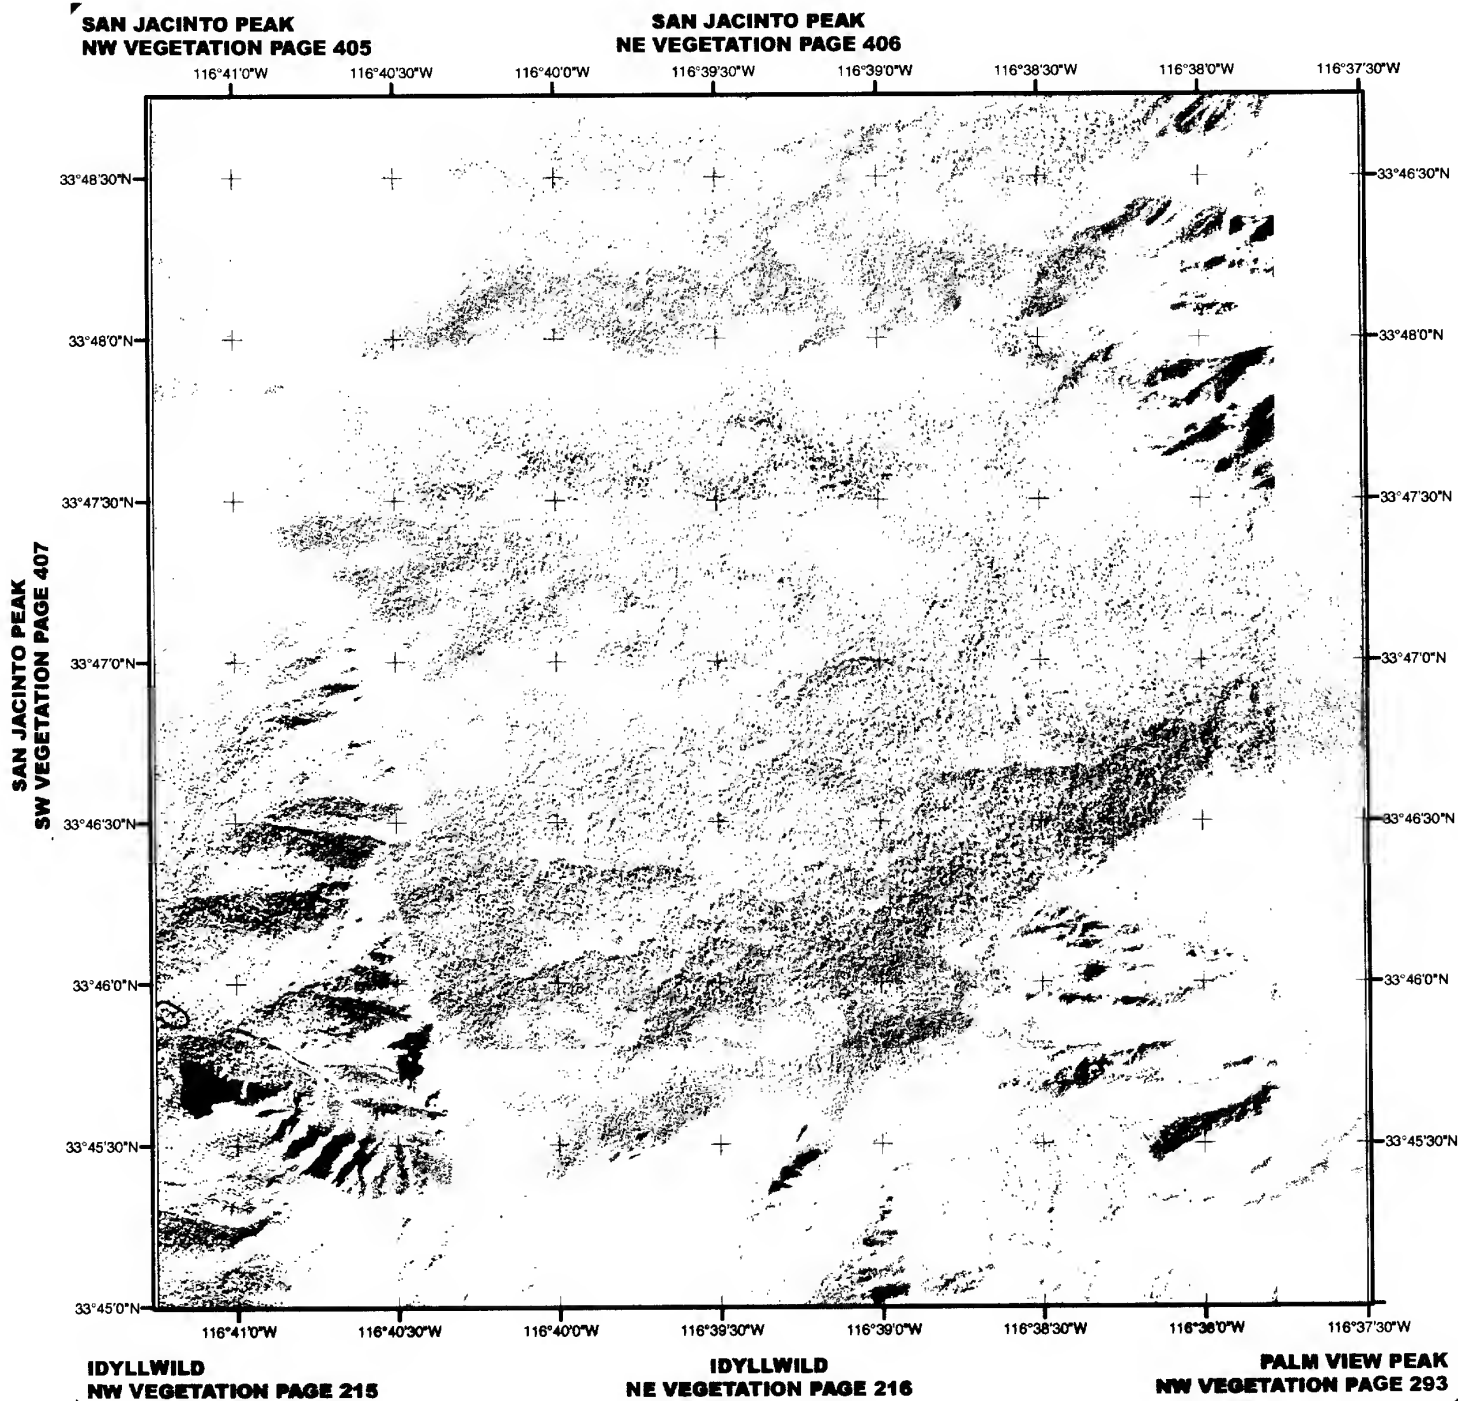 SAN JACINTO PEAK
NW VEGETATION PAGE 405
SAN JACINTO PEAK
NE VEGETATION PAGE 406
116°41'0"W 116°40'30"W 116°40'0"W 116°39'30"W 116°39'0"W 116°38'30"W 116°38'0"W 116°37'30"W
33°48'30"N 33°46'30"N
33°48'0"N 33°48'0"N
33°47'30"N 33°47'30"N
SAN JACINTO PEAK
SW VEGETATION PAGE 407
33°47'0"N 33°47'0"N
33°46'30"N 33°46'30"N
33°46'0"N 33°46'0"N
33°45'30"N 33°45'30"N
33°45'0"N
116°41'0"W 116°40'30"W 116°40'0"W 116°39'30"W 116°39'0"W 116°38'30"W 116°38'0"W 116°37'30"W
IDYLLWILD
NW VEGETATION PAGE 215
IDYLLWILD
NE VEGETATION PAGE 216
PALM VIEW PEAK
NW VEGETATION PAGE 293